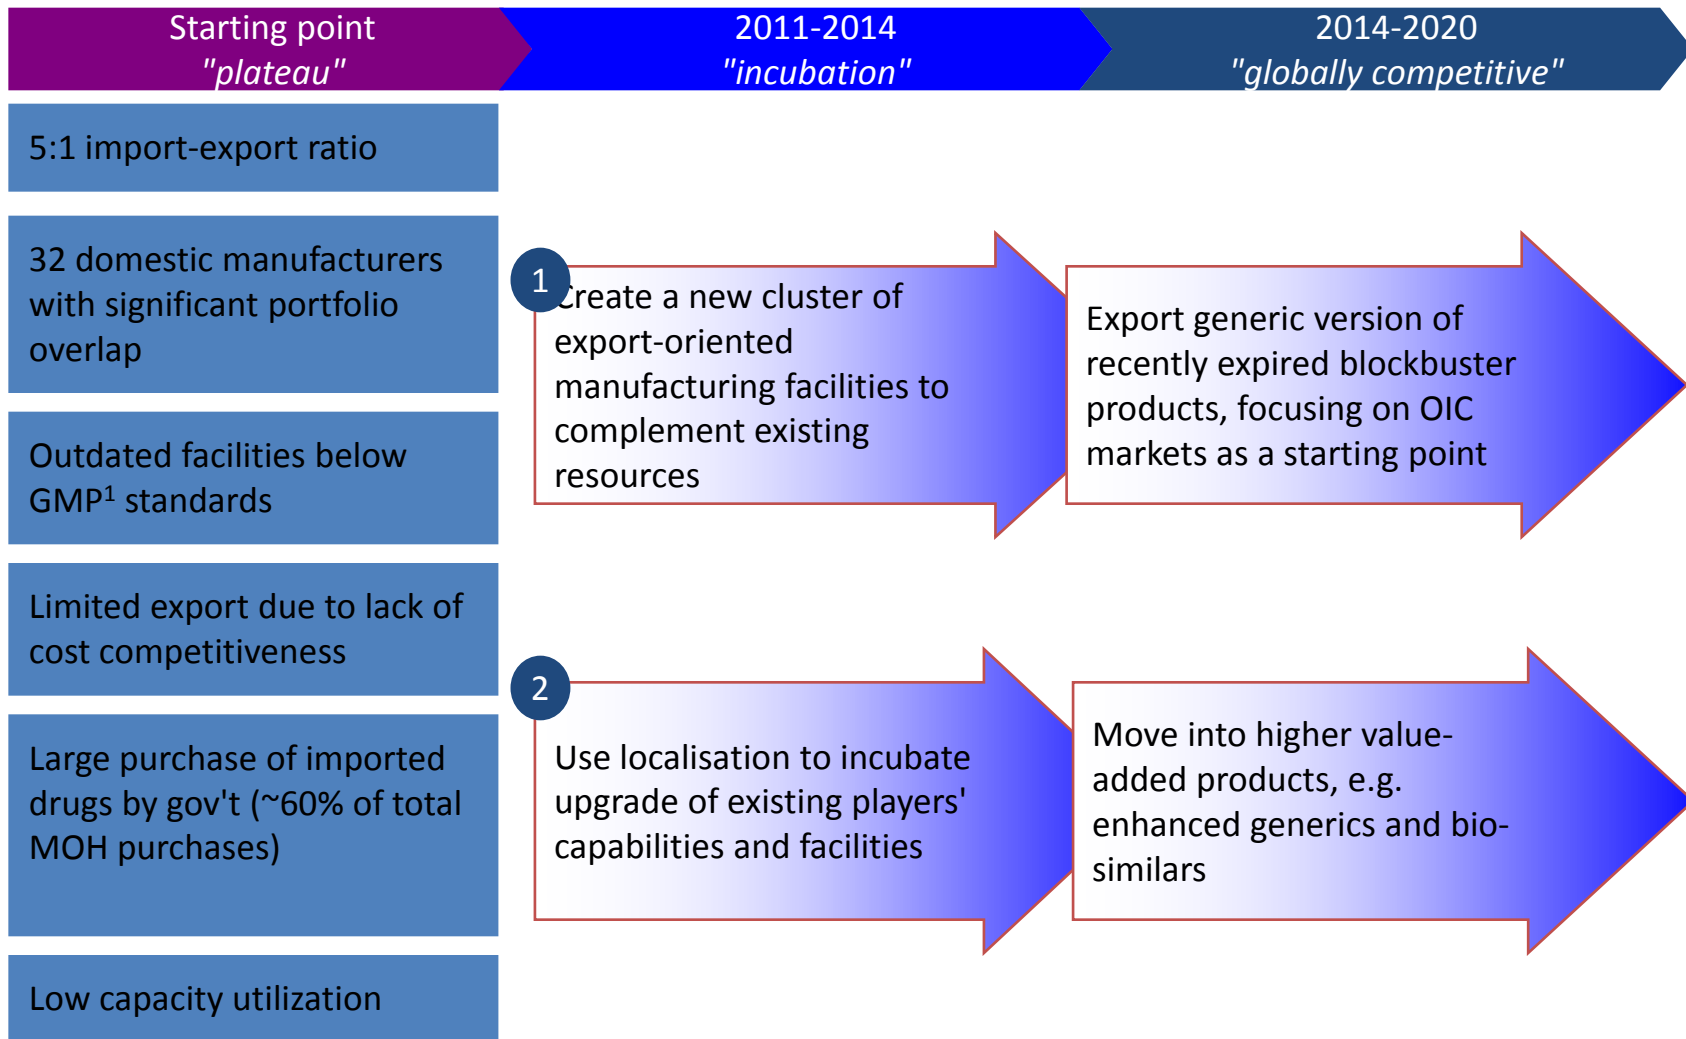 Starting point
"plateau"
2011-2014
"incubation"
2014-2020
"globally competitive"
5:1 import-export ratio
32 domestic manufacturers
with significant portfolio
overlap
Outdated facilities below
GMP¹ standards
Limited export due to lack of
cost competitiveness
Large purchase of imported
drugs by gov't (~60% of total
MOH purchases)
Low capacity utilization
1
Create a new cluster of
export-oriented
manufacturing facilities to
complement existing
resources
Export generic version of
recently expired blockbuster
products, focusing on OIC
markets as a starting point
2
Use localisation to incubate
upgrade of existing players'
capabilities and facilities
Move into higher value-
added products, e.g.
enhanced generics and bio-
similars